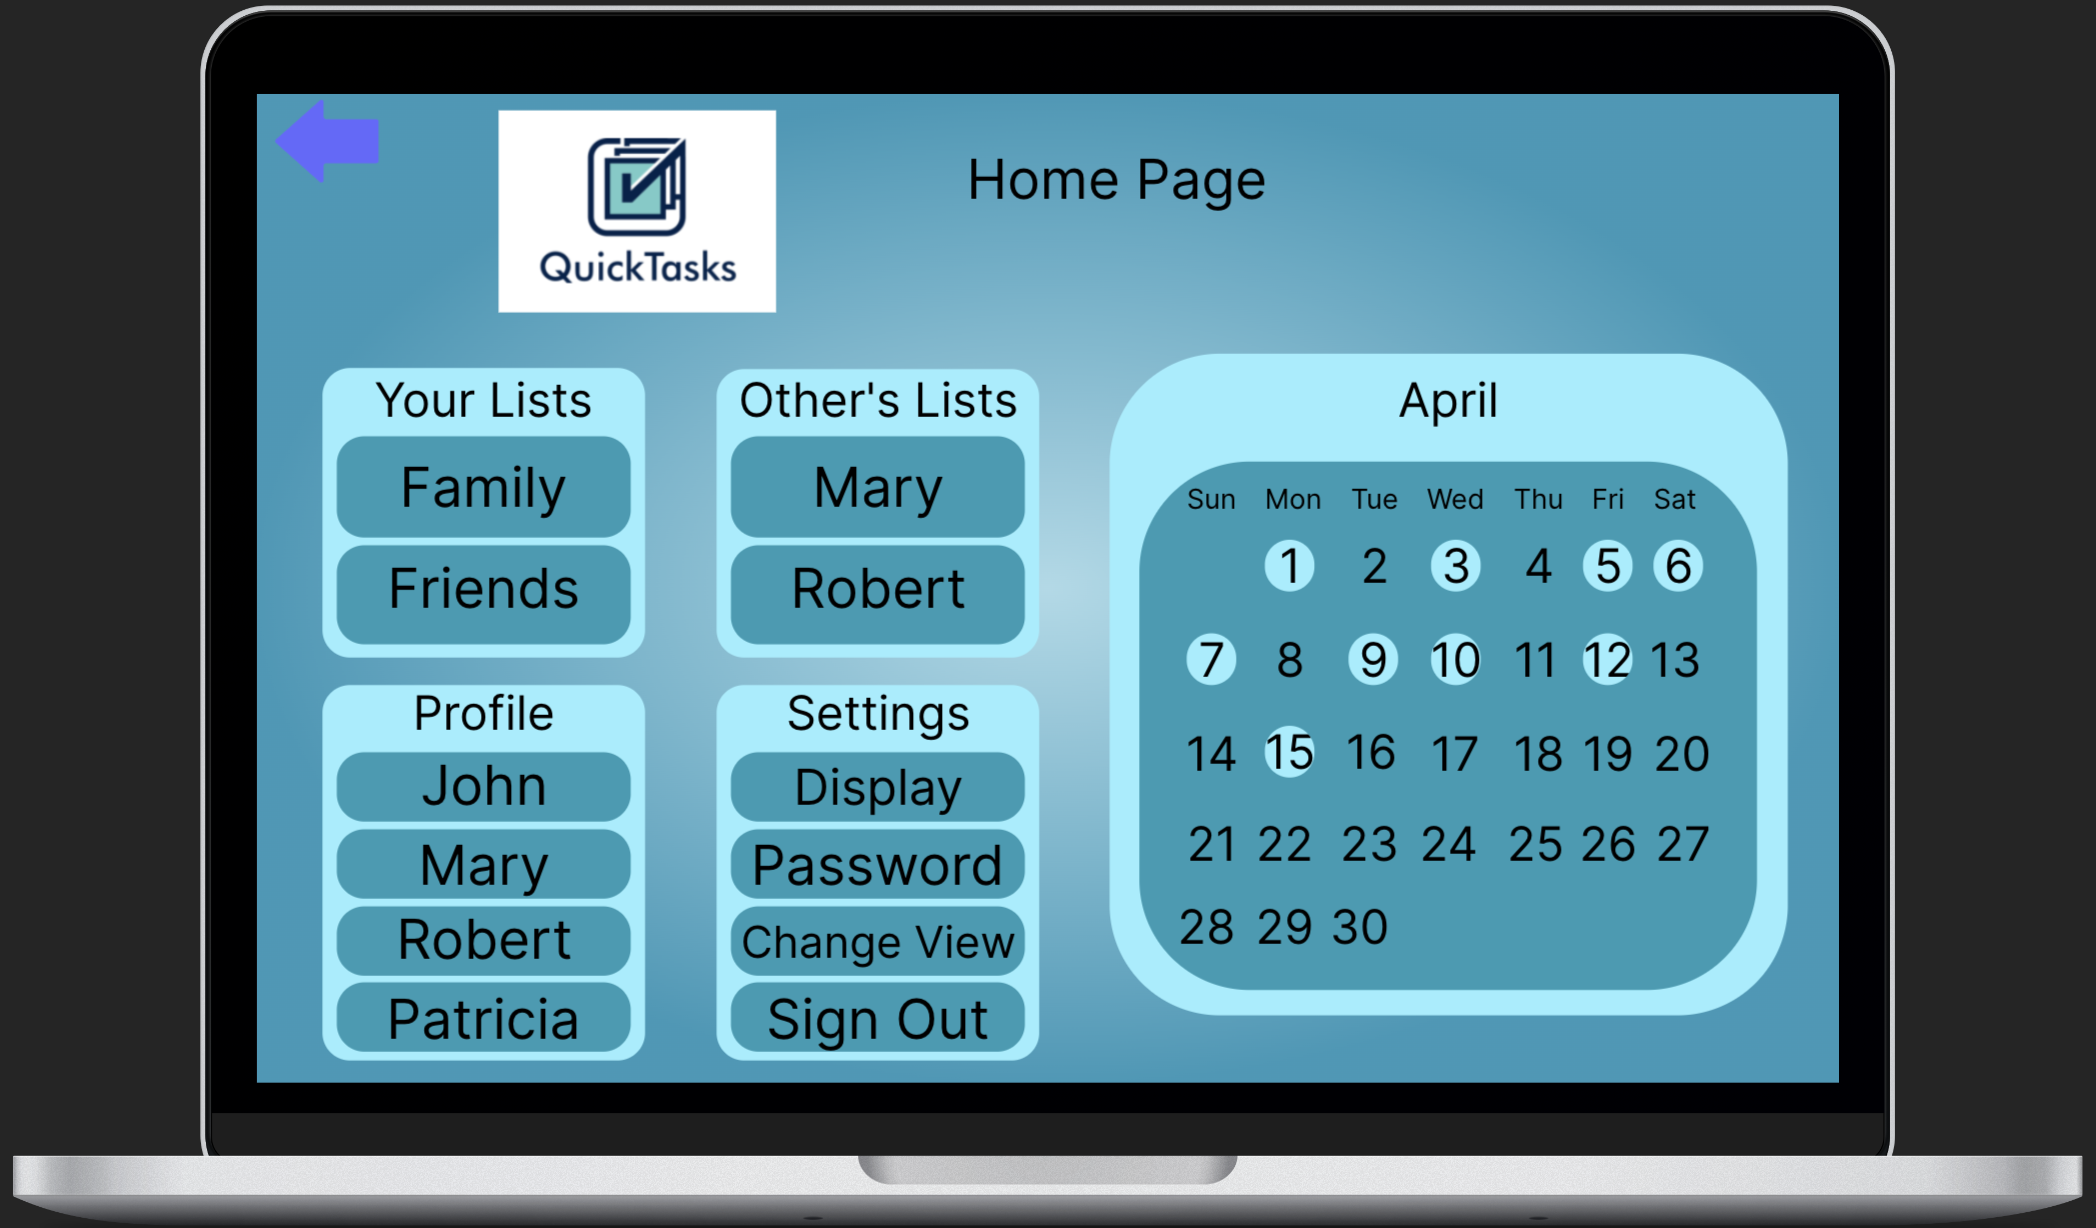 QuickTasks
Home Page
Your Lists
Family
Friends
Other's Lists
Mary
Robert
Profile
John
Mary
Robert
Patricia
Settings
Display
Password
Change View
Sign Out
April
Sun Mon Tue Wed Thu Fri Sat
1 2 3 4 5 6
7 8 9 10 11 12 13
14 15 16 17 18 19 20
21 22 23 24 25 26 27
28 29 30